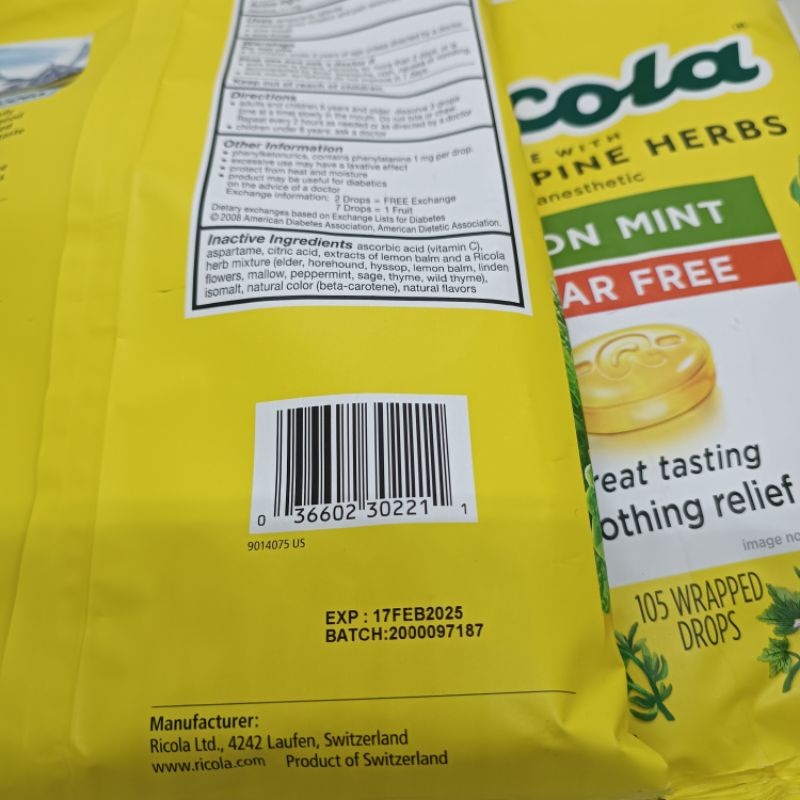 Keep out of reach of children.
Directions
adults and children 6 years and older: dissolve 3 drops
(one at a time) slowly in the mouth. Do not bite or chew.
Repeat every 2 hours as needed or as directed by a doctor
children under 6 years: ask a doctor
Other Information
phenylketonurics, contains phenylalanine 1 mg per drop.
excessive use may have a laxative effect
protect from heat and moisture
product may be useful for diabetics
on the advice of a doctor
Exchange Information: 2 Drops = FREE Exchange
7 Drops = 1 Fruit
Dietary exchanges based on Exchange Lists for Diabetes
©2008 American Diabetes Association, American Dietetic Association.
Inactive Ingredients ascorbic acid (vitamin C),
aspartame, citric acid, extracts of lemon balm and a Ricola
herb mixture (elder, horehound, hyssop, lemon balm, linden
flowers, mallow, peppermint, sage, thyme, wild thyme),
isomalt, natural color (beta-carotene), natural flavors
0 36602 30221 1
9014075 US
EXP : 17FEB2025
BATCH:2000097187
Manufacturer:
Ricola Ltd., 4242 Laufen, Switzerland
www.ricola.com Product of Switzerland
cola®
E WITH
PINE HERBS
anesthetic
ON MINT
AR FREE
reat tasting
othing relief
image no
105 WRAPPED
DROPS